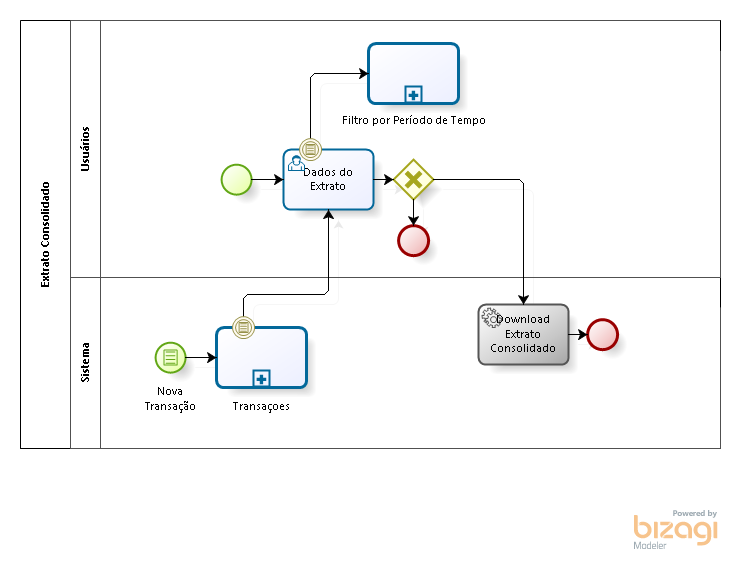 Extrato Consolidado
Usuários
Filtro por Período de Tempo
Dados do
Extrato
Sistema
Nova
Transação
Transaçoes
Download
Extrato
Consolidado
Powered by
bizagi
Modeler